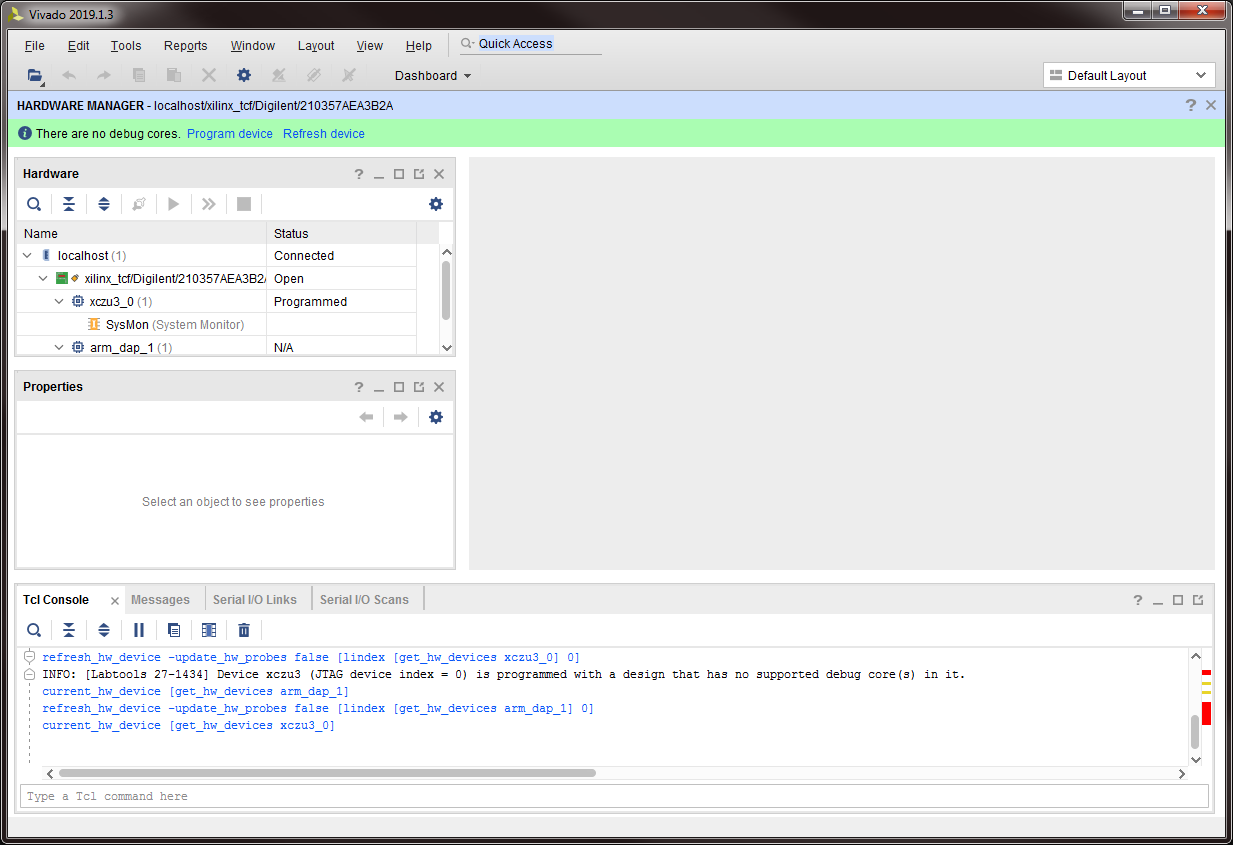 Vivado 2019.1.3
File Edit Tools Reports Window Layout View Help Quick Access
Dashboard Default Layout
HARDWARE MANAGER - localhost/xilinx_tcf/Digilent/210357AEA3B2A ?
There are no debug cores. Program device Refresh device
Hardware ?
Name Status
localhost (1) Connected
xilinx_tcf/Digilent/210357AEA3B2A Open
xczu3_0 (1) Programmed
SysMon (System Monitor)
arm_dap_1 (1) N/A
Properties ?
Select an object to see properties
Tcl Console Messages Serial I/O Links Serial I/O Scans ?
refresh_hw_device -update_hw_probes false [lindex [get_hw_devices xczu3_0] 0]
INFO: [Labtools 27-1434] Device xczu3 (JTAG device index = 0) is programmed with a design that has no supported debug core(s) in it.
current_hw_device [get_hw_devices arm_dap_1]
refresh_hw_device -update_hw_probes false [lindex [get_hw_devices arm_dap_1] 0]
current_hw_device [get_hw_devices xczu3_0]
Type a Tcl command here